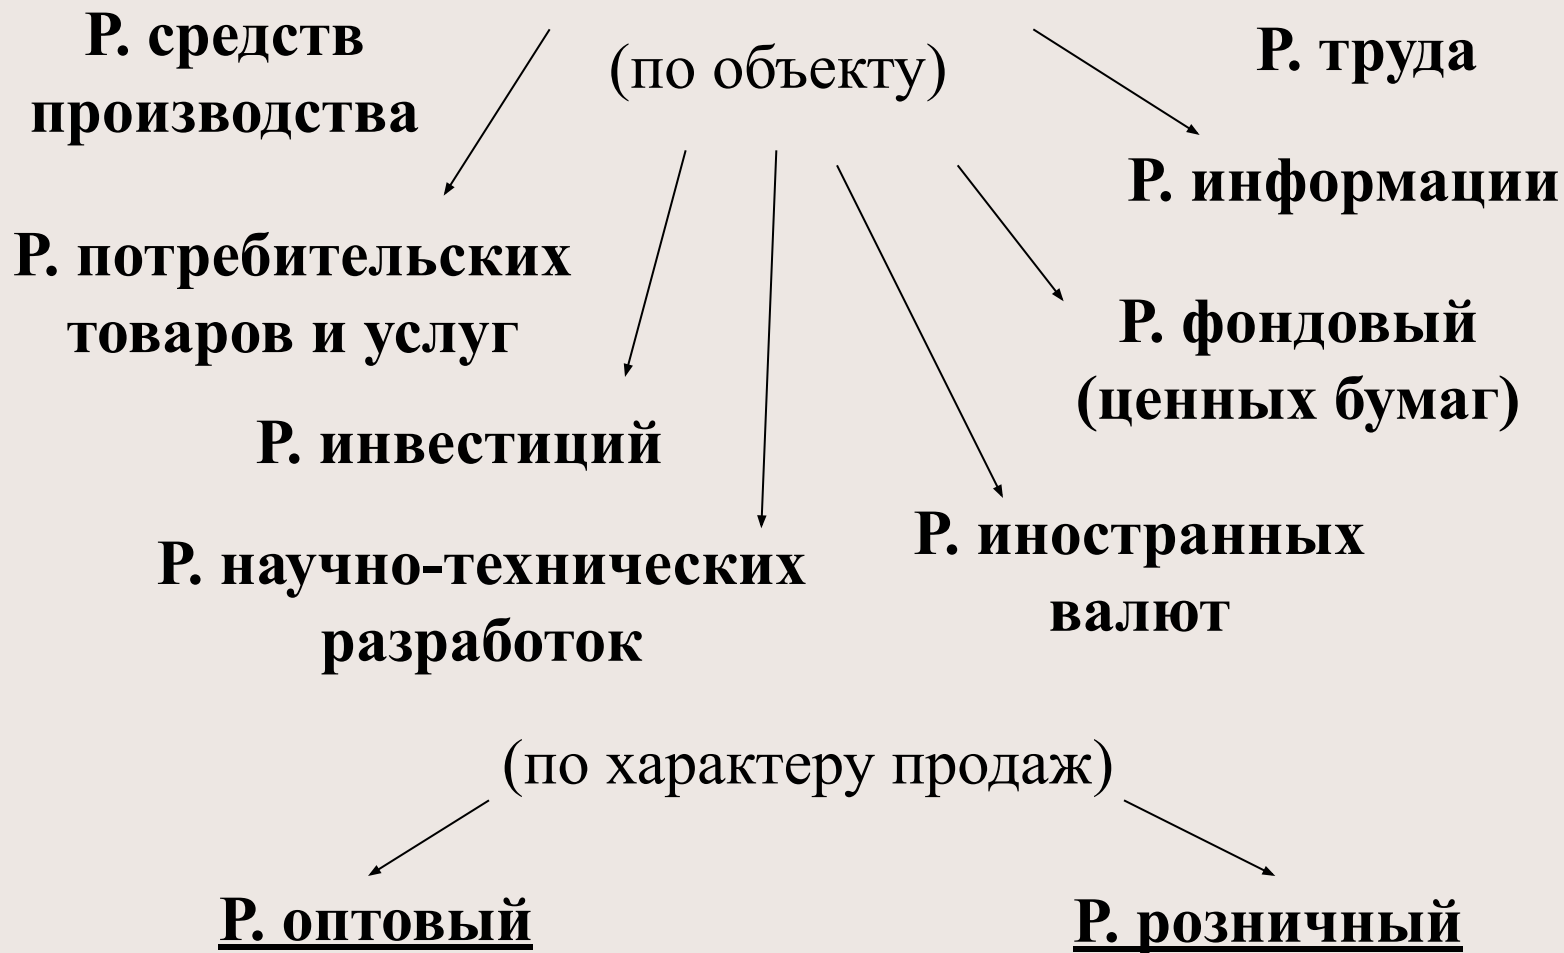 Р. средств
производства
(по объекту)
Р. труда
Р. информации
Р. потребительских
товаров и услуг
Р. фондовый
(ценных бумаг)
Р. инвестиций
Р. иностранных
валют
Р. научно-технических
разработок
(по характеру продаж)
Р. оптовый
Р. розничный